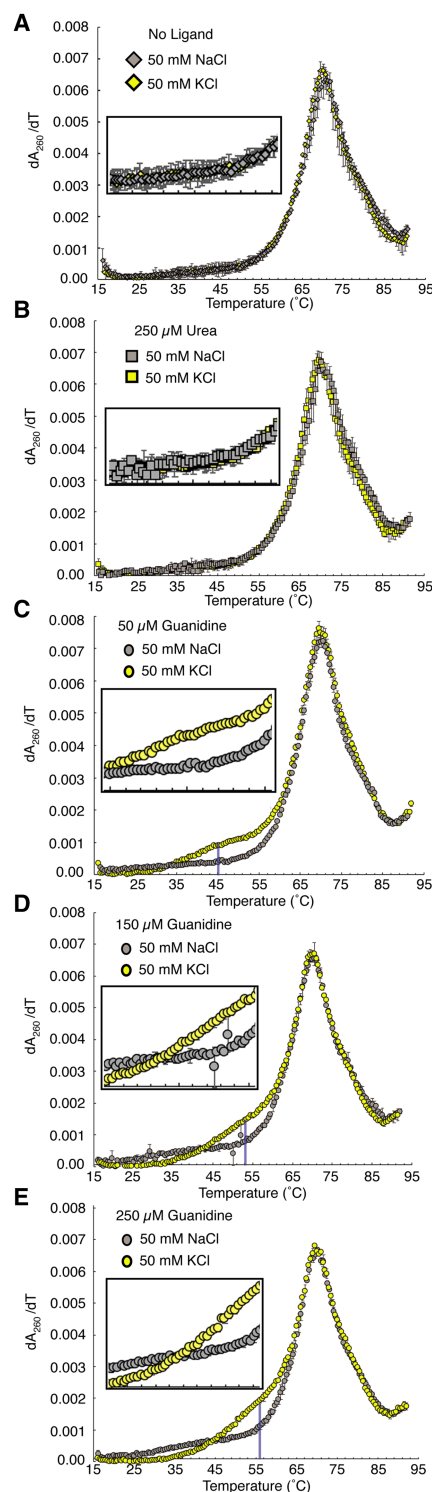 A
0.008
No Ligand
0.007
50 mM NaCl
0.006
50 mM KCl
0.005
dA260/dT
0.004
0.003
0.002
0.001
0.00
15 25 35 45 55 65 75 85 95
Temperature (˚C)
B
0.008
250 µM Urea
0.007
50 mM NaCl
0.006
50 mM KCl
0.005
dA260/dT
0.004
0.003
0.002
0.001
0.00
15 25 35 45 55 65 75 85 95
Temperature (˚C)
C
0.008
50 µM Guanidine
0.007
50 mM NaCl
0.006
50 mM KCl
0.005
dA260/dT
0.004
0.003
0.002
0.001
0.00
15 25 35 45 55 65 75 85 95
Temperature (˚C)
D
0.008
150 µM Guanidine
0.007
50 mM NaCl
0.006
50 mM KCl
0.005
dA260/dT
0.004
0.003
0.002
0.001
0.00
15 25 35 45 55 65 75 85 95
Temperature (˚C)
E
0.008
250 µM Guanidine
0.007
50 mM NaCl
0.006
50 mM KCl
0.005
dA260/dT
0.004
0.003
0.002
0.001
0.00
15 25 35 45 55 65 75 85 95
Temperature (˚C)